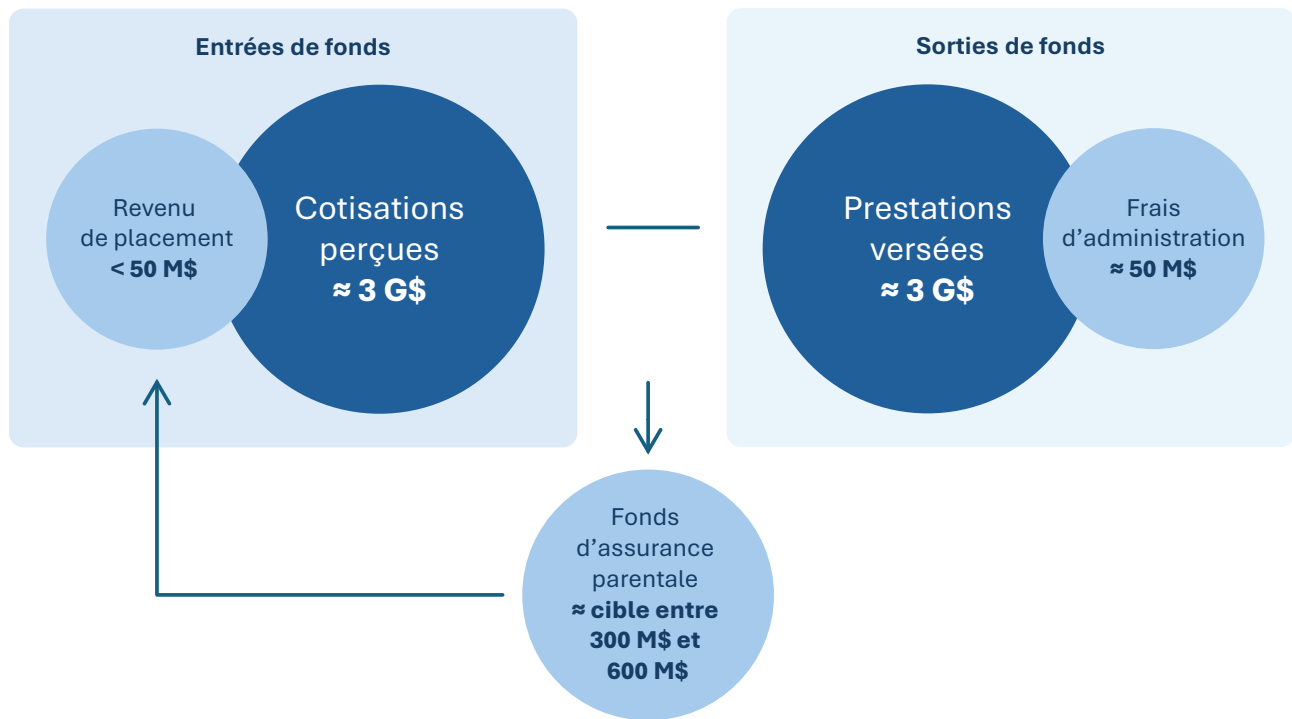 Entrées de fonds
Revenu
de placement
< 50 M$
Cotisations
perçues
≈ 3 G$
Sorties de fonds
Prestations
versées
≈ 3 G$
Frais
d’administration
≈ 50 M$
Fonds
d’assurance
parentale
≈ cible entre
300 M$ et
600 M$